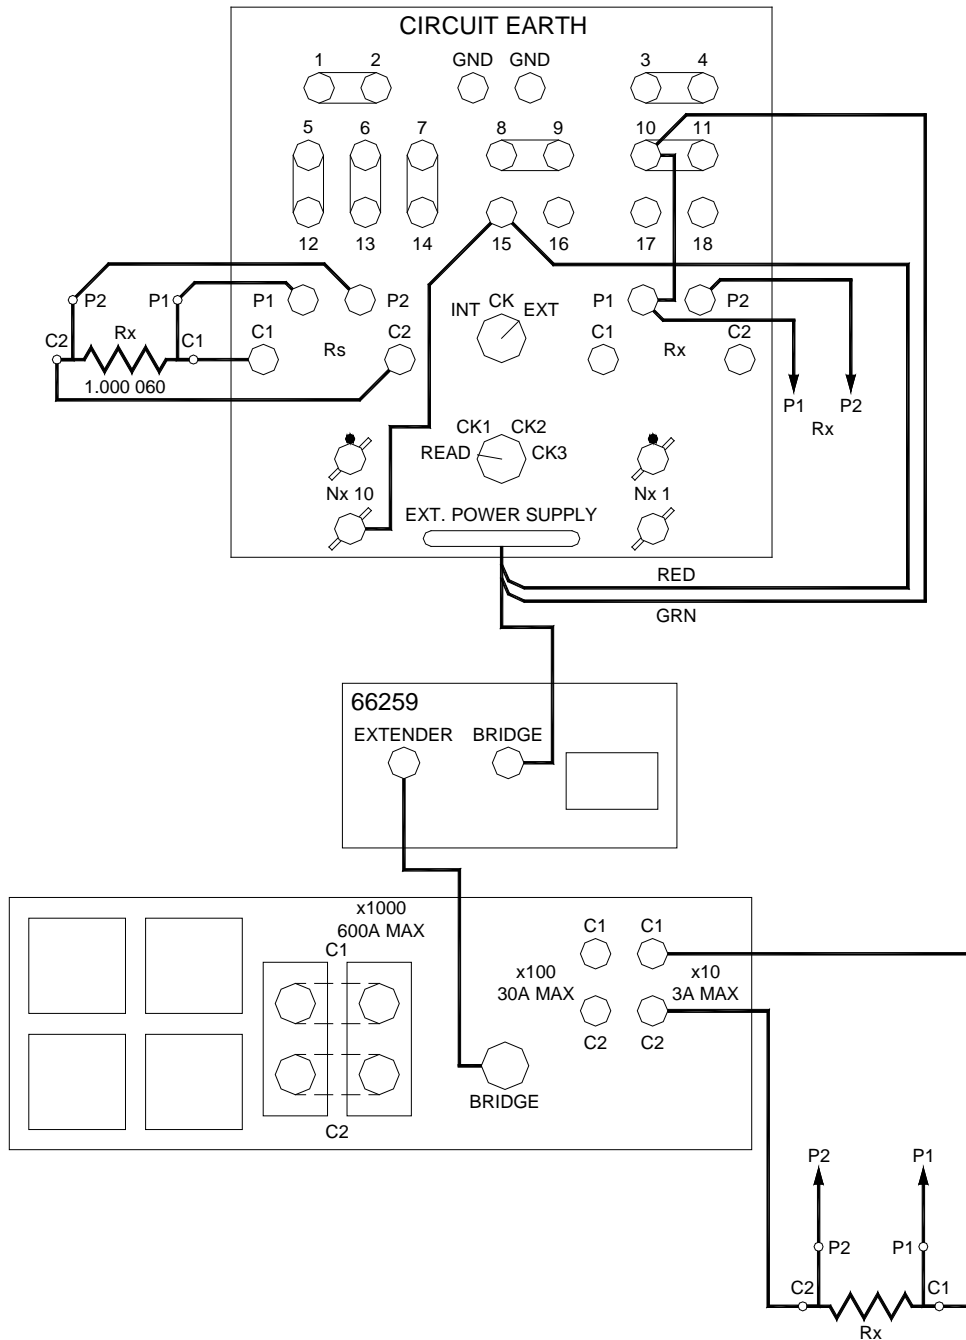 CIRCUIT EARTH
1 2 GND GND 3 4
5 6 7 8 9 10 11
12 13 14 15 16 17 18
P2 P1 P1 P2 INT CK EXT P1 P2
C2 Rx C1 C1 Rs C2 C1 Rx C2
1.000 060
P1 P2
Rx
CK1 CK2
READ CK3
Nx 10 Nx 1
EXT. POWER SUPPLY
RED
GRN
66259
EXTENDER BRIDGE
x1000
600A MAX
C1 C1 C1
x100 x10
30A MAX 3A MAX
C2 C2
BRIDGE
C2
P2 P1
P2 P1
C2 C1
Rx